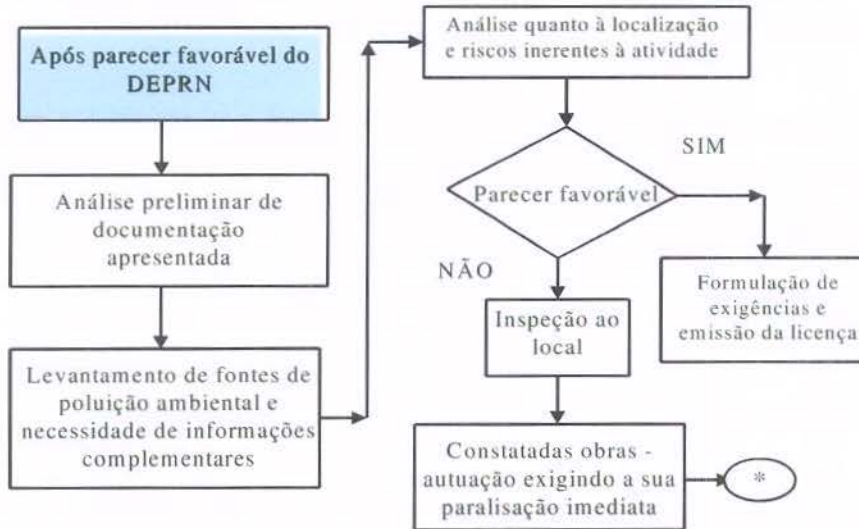 Após parecer favorável do
DEPRN
Análise preliminar de
documentação
apresentada
Levantamento de fontes de
poluição ambiental e
necessidade de informações
complementares
Análise quanto à localização
e riscos inerentes à atividade
Parecer favorável
SIM
NÃO
Formulação de
exigências e
emissão da licença
Inspeção ao
local
Constatadas obras -
autuação exigindo a sua
paralisação imediata
*